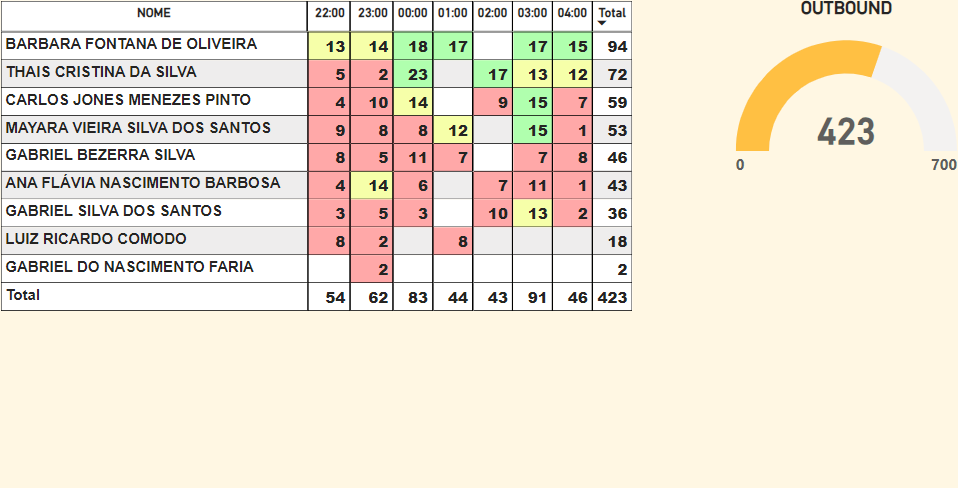 NOME 22:00 23:00 00:00 01:00 02:00 03:00 04:00 Total
BARBARA FONTANA DE OLIVEIRA 13 14 18 17 17 15 94
THAIS CRISTINA DA SILVA 5 2 23 17 13 12 72
CARLOS JONES MENEZES PINTO 4 10 14 9 15 7 59
MAYARA VIEIRA SILVA DOS SANTOS 9 8 8 12 15 1 53
GABRIEL BEZERRA SILVA 8 5 11 7 7 8 46
ANA FLÁVIA NASCIMENTO BARBOSA 4 14 6 7 11 1 43
GABRIEL SILVA DOS SANTOS 3 5 3 10 13 2 36
LUIZ RICARDO COMODO 8 2 8 18
GABRIEL DO NASCIMENTO FARIA 2 2
Total 54 62 83 44 43 91 46 423
OUTBOUND
423
0 700